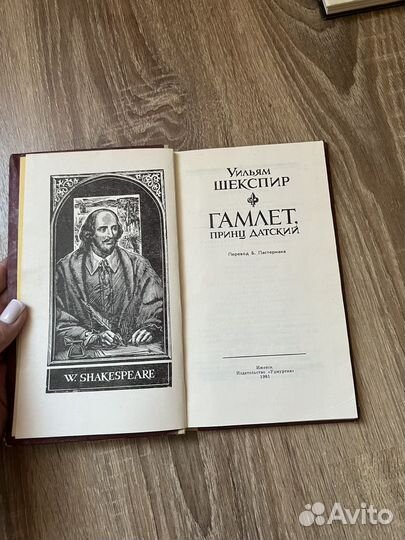 W. SHAKESPEARE
Уильям
ШЕКСПИР
ГАМЛЕТ,
ПРИНЦ ДАТСКИЙ
Перевод Б. Пастернака
Ижевск
Издательство «Удмуртия»
1981
Avito